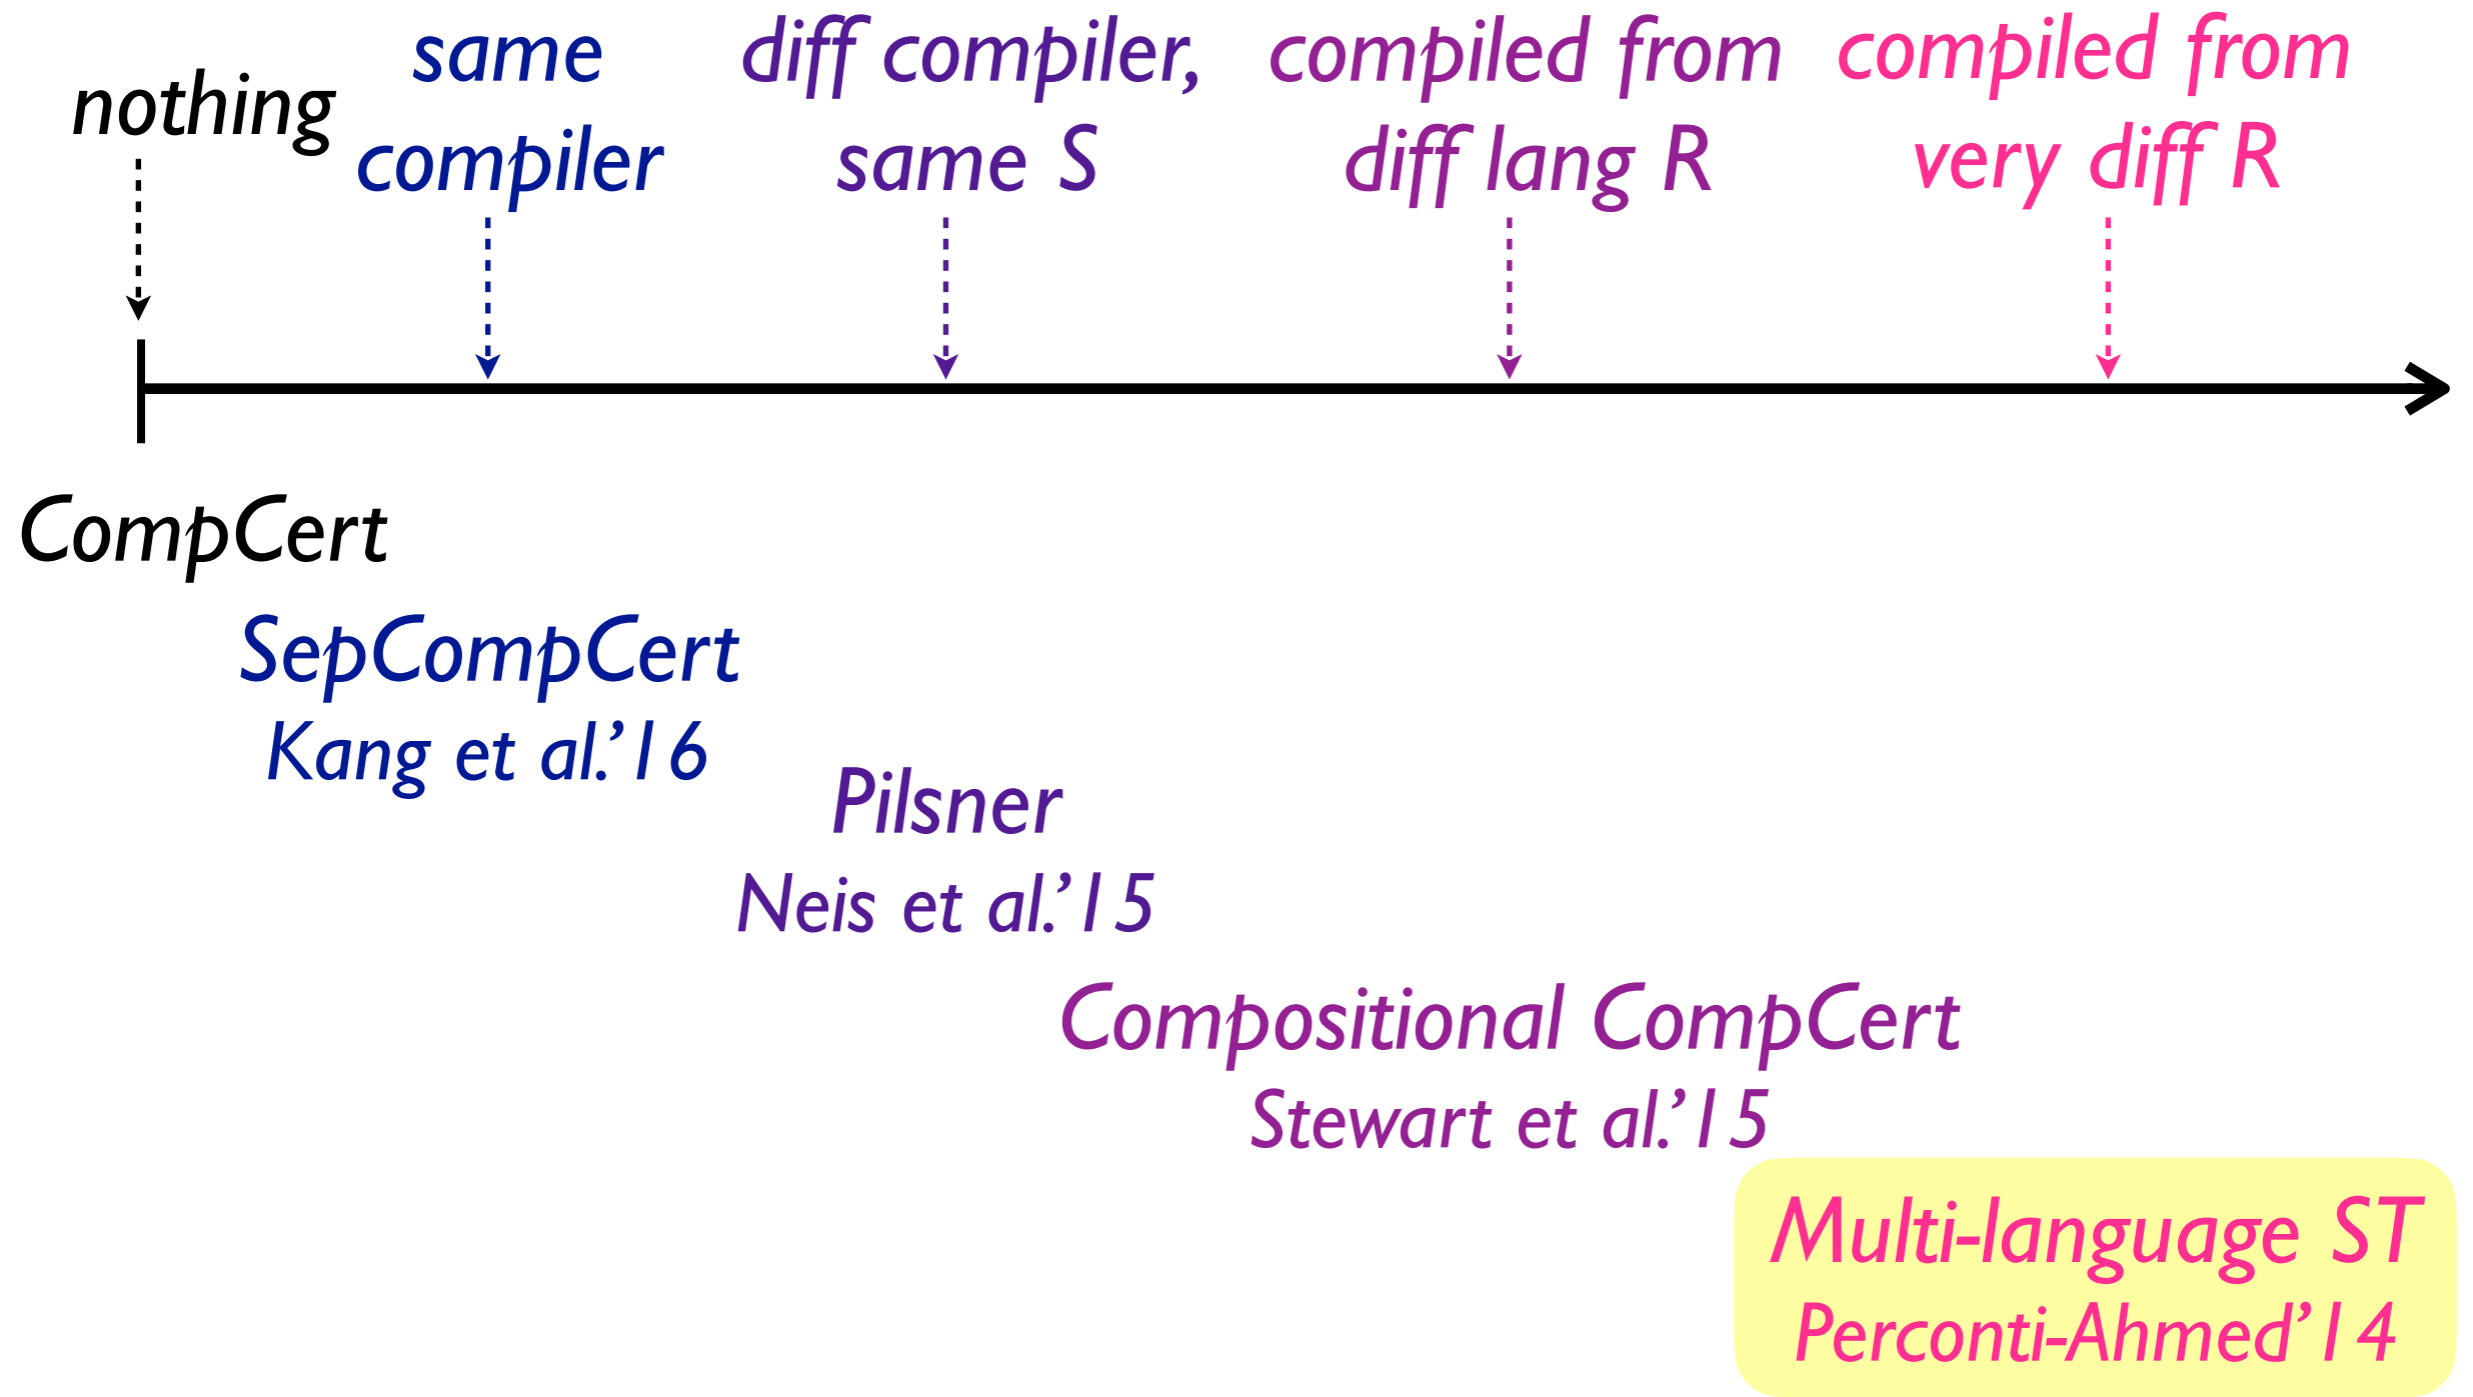 nothing
same
compiler
diff compiler,
same S
compiled from
diff lang R
compiled from
very diff R
CompCert
SepCompCert
Kang et al.’16
Pilsner
Neis et al.’15
Compositional CompCert
Stewart et al.’15
Multi-language ST
Perconti-Ahmed’14